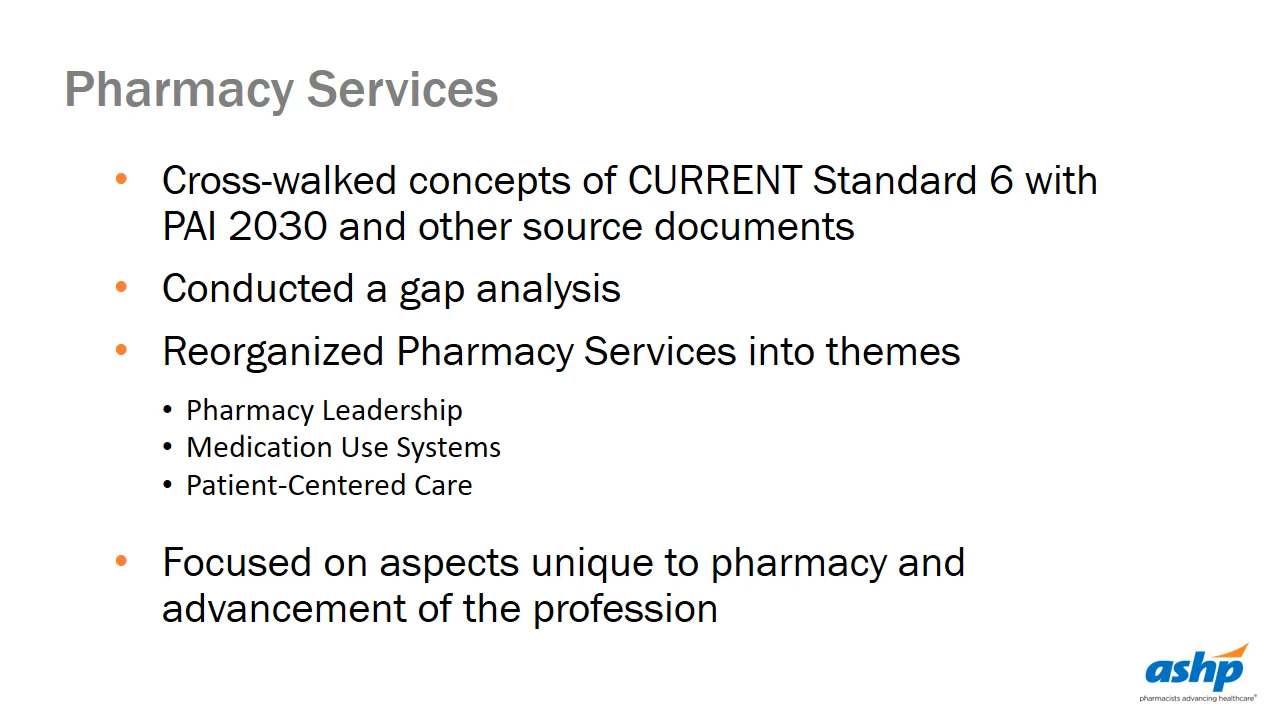 Pharmacy Services
• Cross-walked concepts of CURRENT Standard 6 with
PAI 2030 and other source documents
• Conducted a gap analysis
• Reorganized Pharmacy Services into themes
• Pharmacy Leadership
• Medication Use Systems
• Patient-Centered Care
• Focused on aspects unique to pharmacy and
advancement of the profession
ashp
pharmacists advancing healthcare®